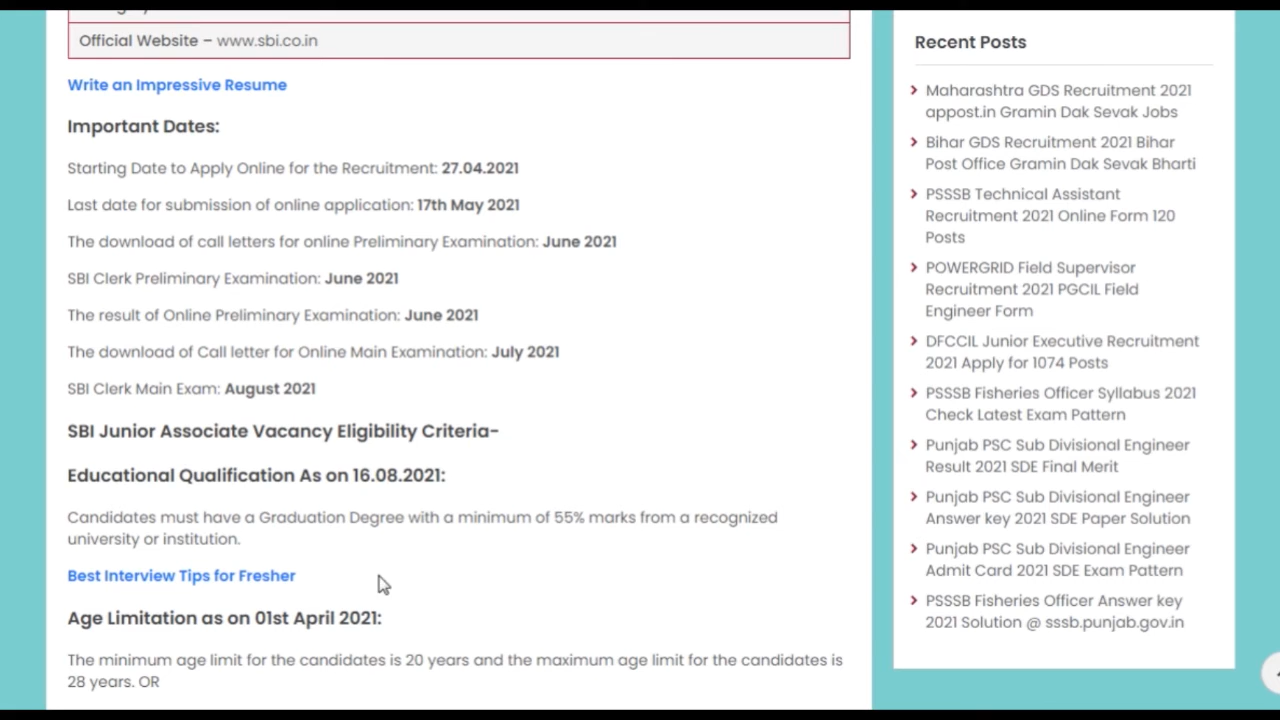 Official Website – www.sbi.co.in
Write an Impressive Resume
Important Dates:
Starting Date to Apply Online for the Recruitment: 27.04.2021
Last date for submission of online application: 17th May 2021
The download of call letters for online Preliminary Examination: June 2021
SBI Clerk Preliminary Examination: June 2021
The result of Online Preliminary Examination: June 2021
The download of Call letter for Online Main Examination: July 2021
SBI Clerk Main Exam: August 2021
SBI Junior Associate Vacancy Eligibility Criteria-
Educational Qualification As on 16.08.2021:
Candidates must have a Graduation Degree with a minimum of 55% marks from a recognized
university or institution.
Best Interview Tips for Fresher
Age Limitation as on 01st April 2021:
The minimum age limit for the candidates is 20 years and the maximum age limit for the candidates is
28 years. OR
Recent Posts
Maharashtra GDS Recruitment 2021
appost.in Gramin Dak Sevak Jobs
Bihar GDS Recruitment 2021 Bihar
Post Office Gramin Dak Sevak Bharti
PSSSB Technical Assistant
Recruitment 2021 Online Form 120
Posts
POWERGRID Field Supervisor
Recruitment 2021 PGCIL Field
Engineer Form
DFCCIL Junior Executive Recruitment
2021 Apply for 1074 Posts
PSSSB Fisheries Officer Syllabus 2021
Check Latest Exam Pattern
Punjab PSC Sub Divisional Engineer
Result 2021 SDE Final Merit
Punjab PSC Sub Divisional Engineer
Answer key 2021 SDE Paper Solution
Punjab PSC Sub Divisional Engineer
Admit Card 2021 SDE Exam Pattern
PSSSB Fisheries Officer Answer key
2021 Solution @ sssb.punjab.gov.in